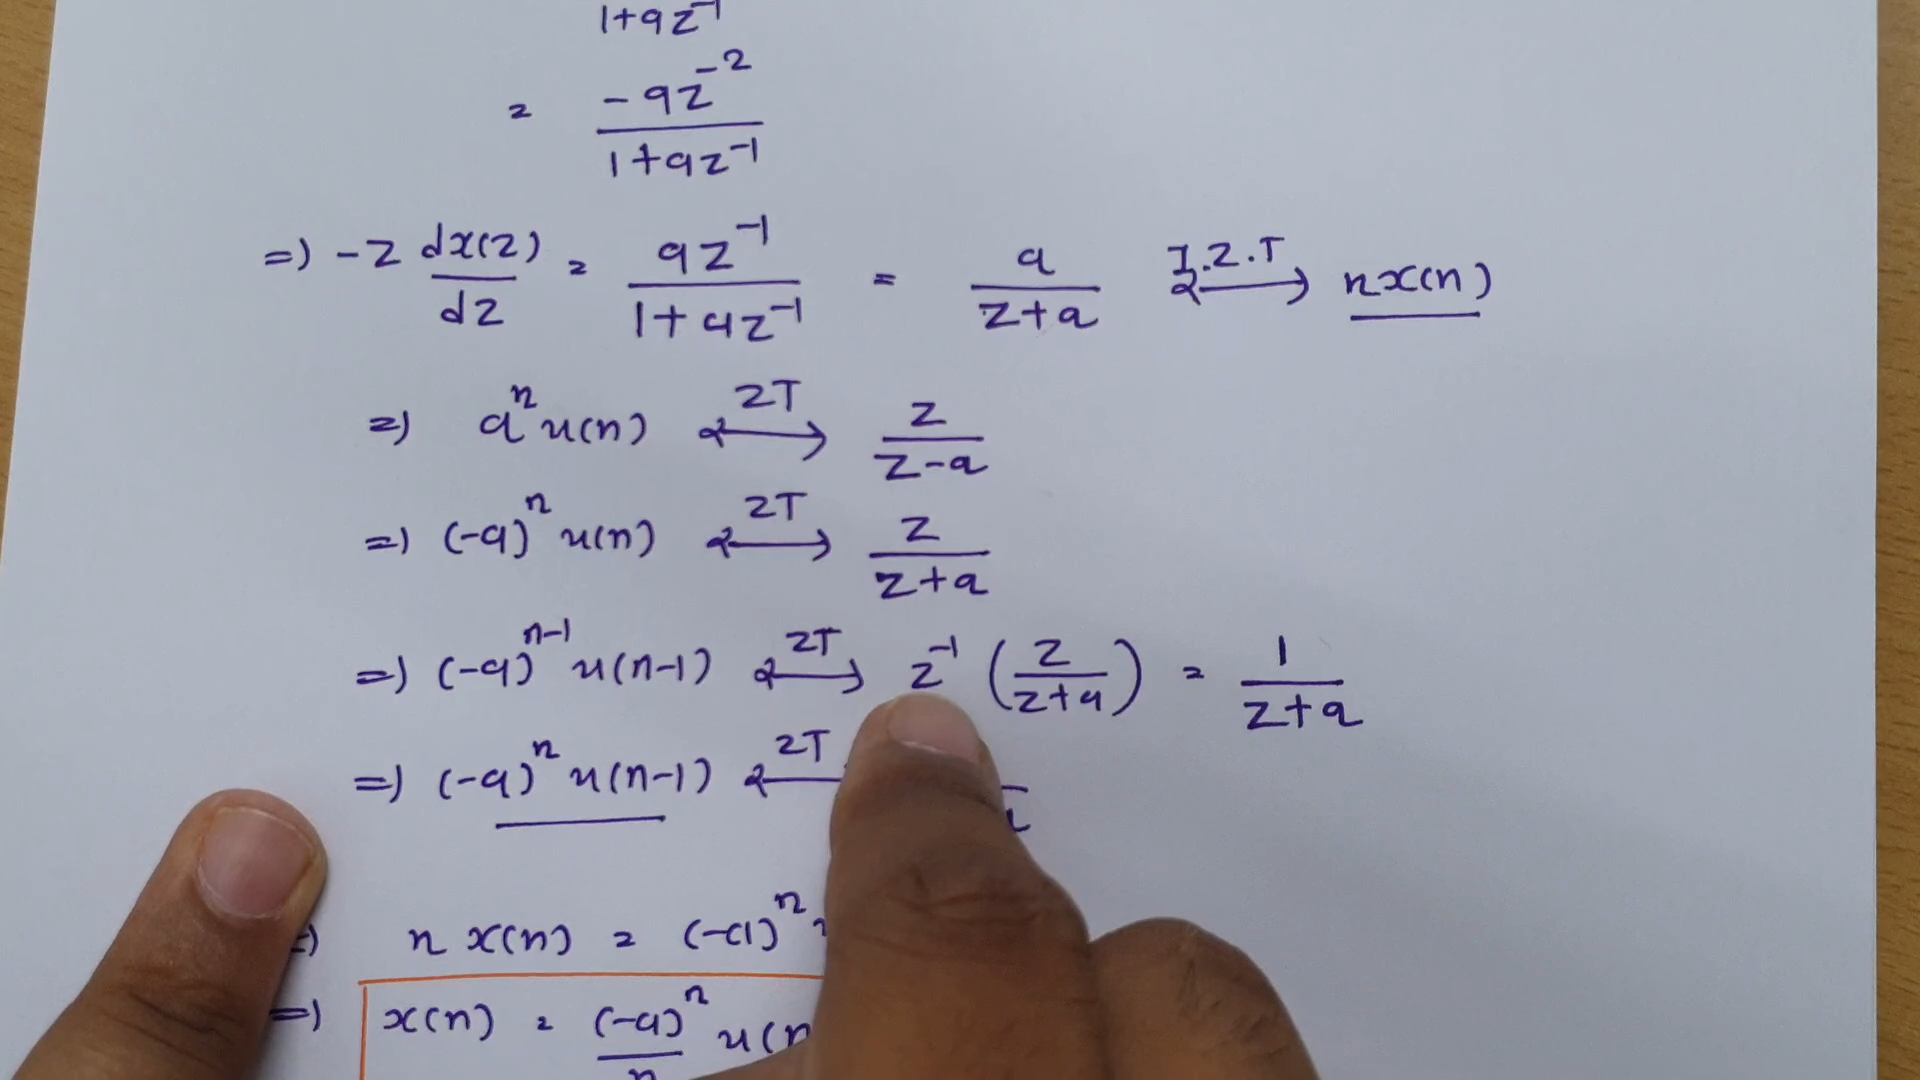 1+az⁻¹
= -az⁻² / 1+az⁻¹
=) -z dx(z)/dz = az⁻¹ / 1+az⁻¹ = a / z+a I.Z.T ⟷ nx(n)
=) aⁿ u(n) ⟷ ZT z / z-a
=) (-a)ⁿ u(n) ⟷ ZT z / z+a
=) (-a)ⁿ⁻¹ u(n-1) ⟷ ZT z⁻¹ (z / z+a) = 1 / z+a
=) (-a)ⁿ u(n-1) ⟷ ZT
=) n x(n) = (-a)ⁿ
=) x(n) = (-a)ⁿ / n u(n